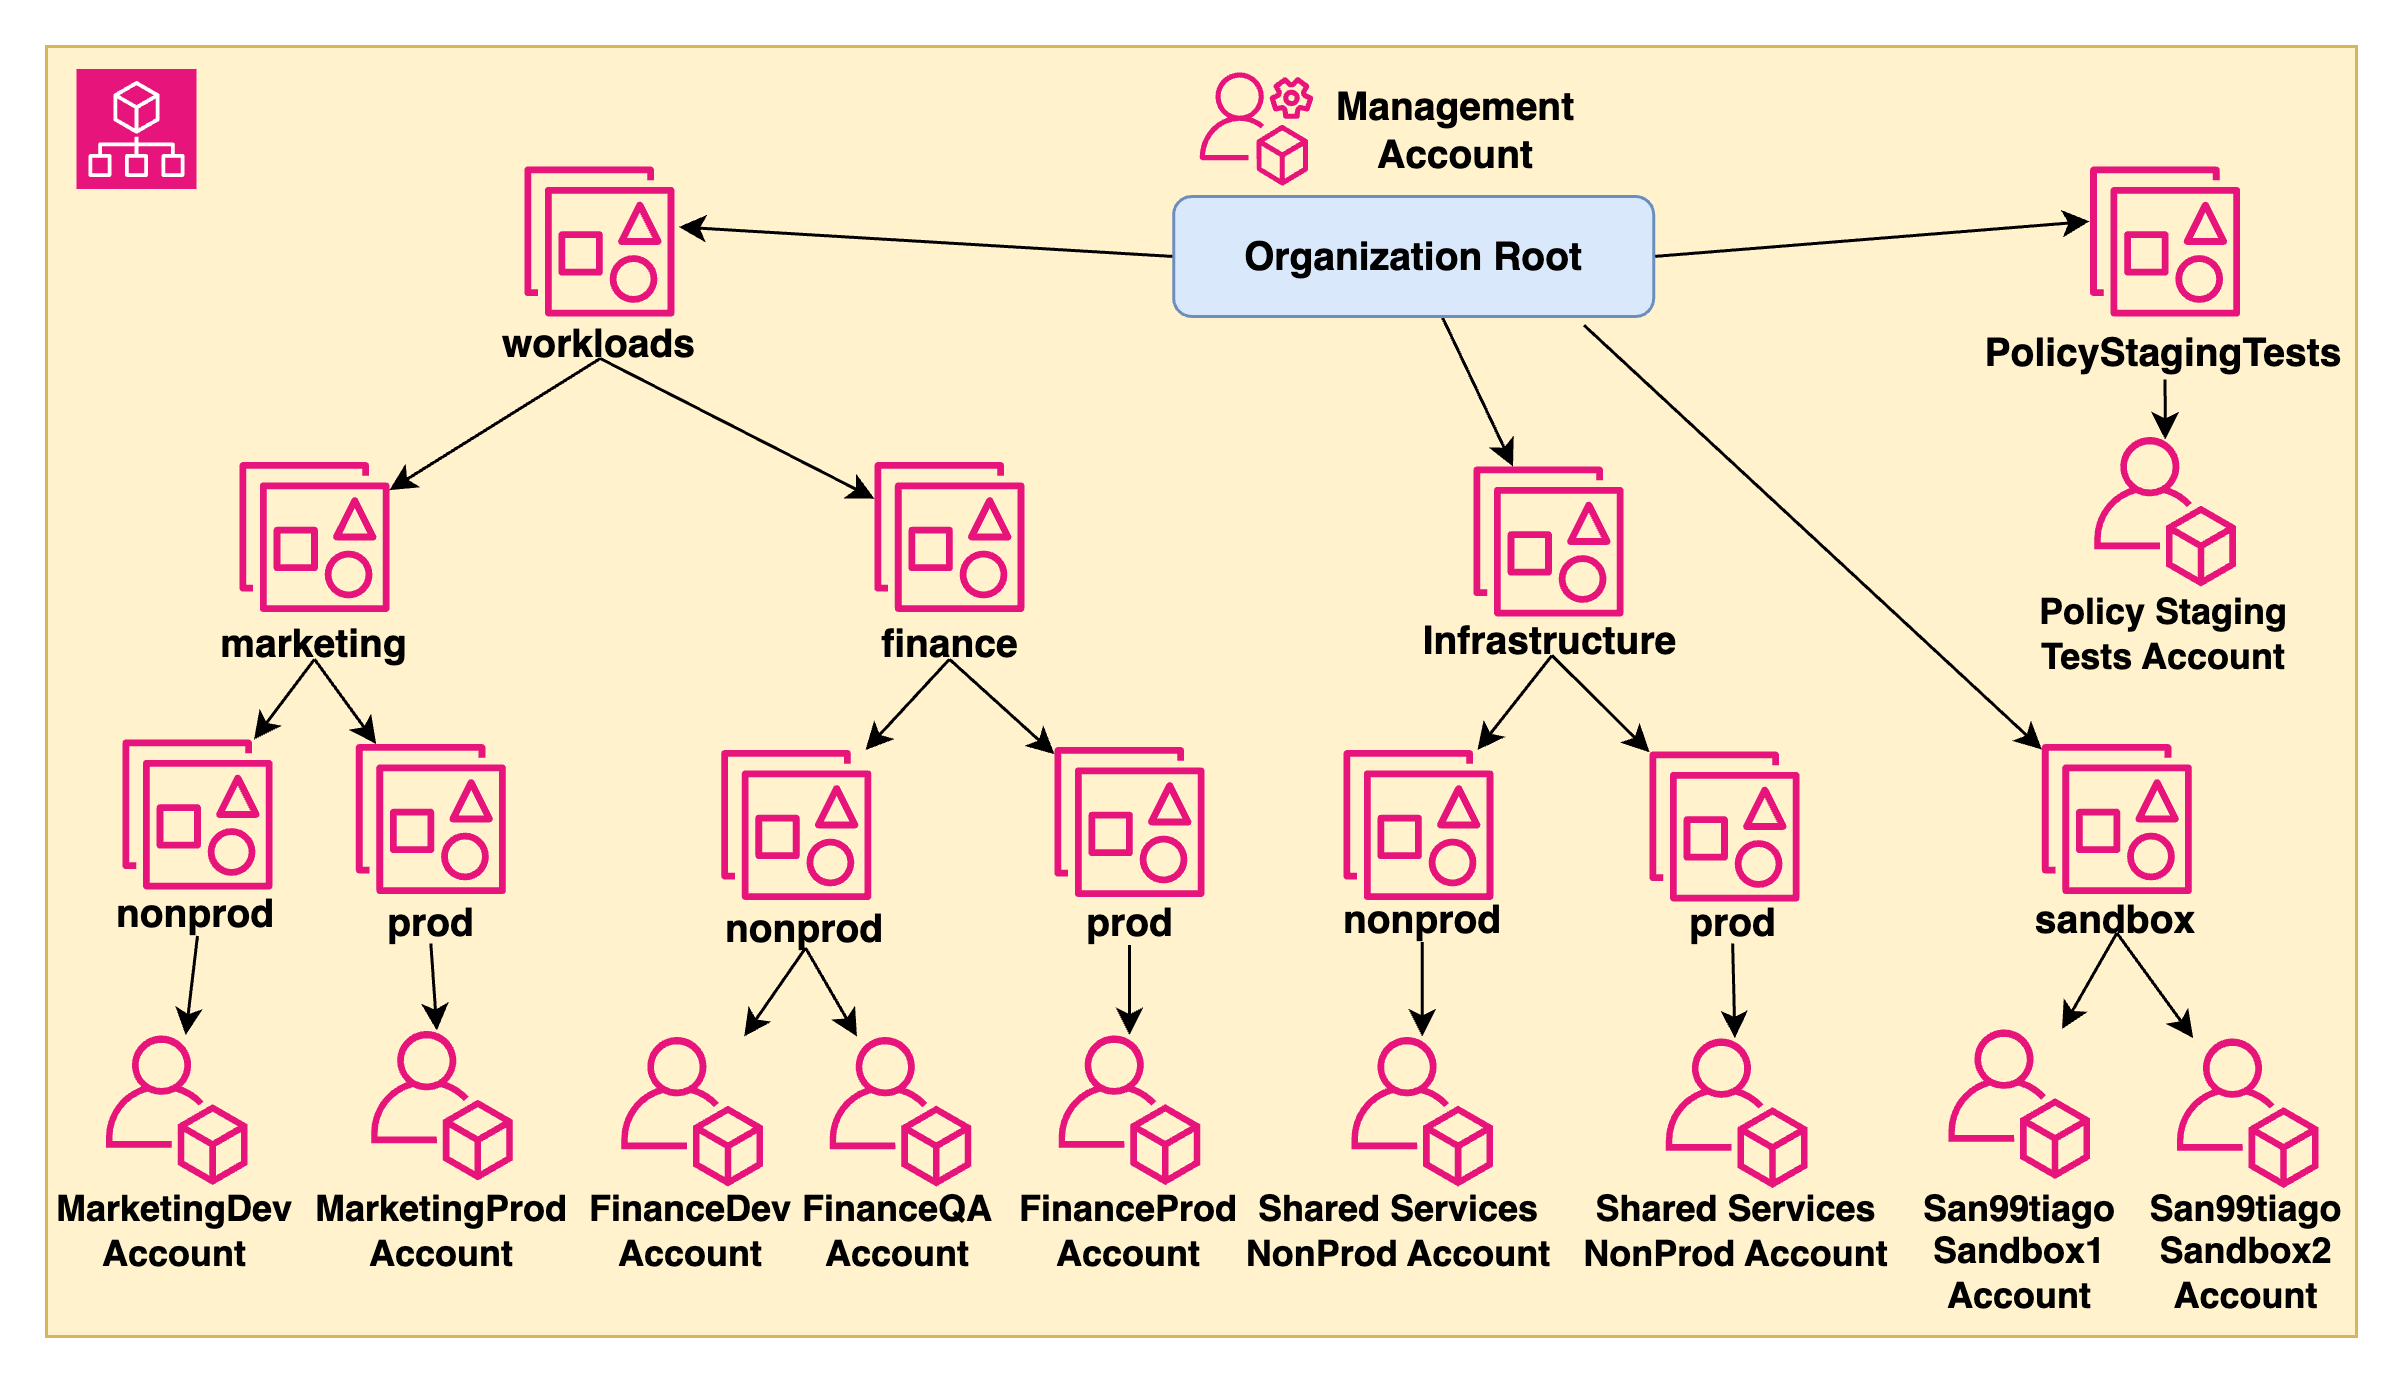 Management
Account
Organization Root
workloads
PolicyStagingTests
Policy Staging
Tests Account
marketing
finance
Infrastructure
nonprod
prod
nonprod
prod
nonprod
prod
sandbox
MarketingDev
Account
MarketingProd
Account
FinanceDev
Account
FinanceQA
Account
FinanceProd
Account
Shared Services
NonProd Account
Shared Services
NonProd Account
San99tiago
Sandbox1
Account
San99tiago
Sandbox2
Account